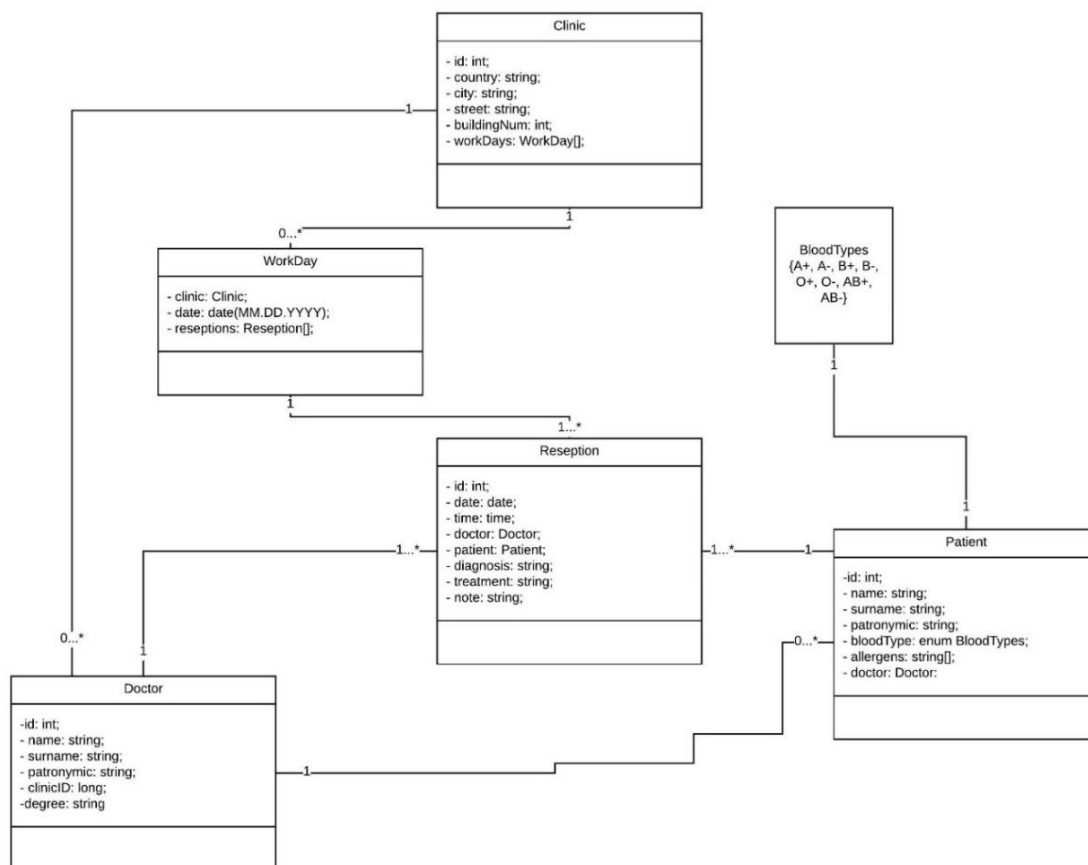 Clinic
- id: int;
- country: string;
- city: string;
- street: string;
- buildingNum: int;
- workDays: WorkDay[];
1
1
0...*
WorkDay
- clinic: Clinic;
- date: date(MM.DD.YYYY);
- reseptions: Reseption[];
1
1...*
BloodTypes
{A+, A-, B+, B-,
O+, O-, AB+,
AB-}
1
1
Reseption
- id: int;
- date: date;
- time: time;
- doctor: Doctor;
- patient: Patient;
- diagnosis: string;
- treatment: string;
- note: string;
1...*
1
1...*
1
Patient
-id: int;
- name: string;
- surname: string;
- patronymic: string;
- bloodType: enum BloodTypes;
- allergens: string[];
- doctor: Doctor:
0...*
1
0...*
Doctor
-id: int;
- name: string;
- surname: string;
- patronymic: string;
- clinicID: long;
-degree: string